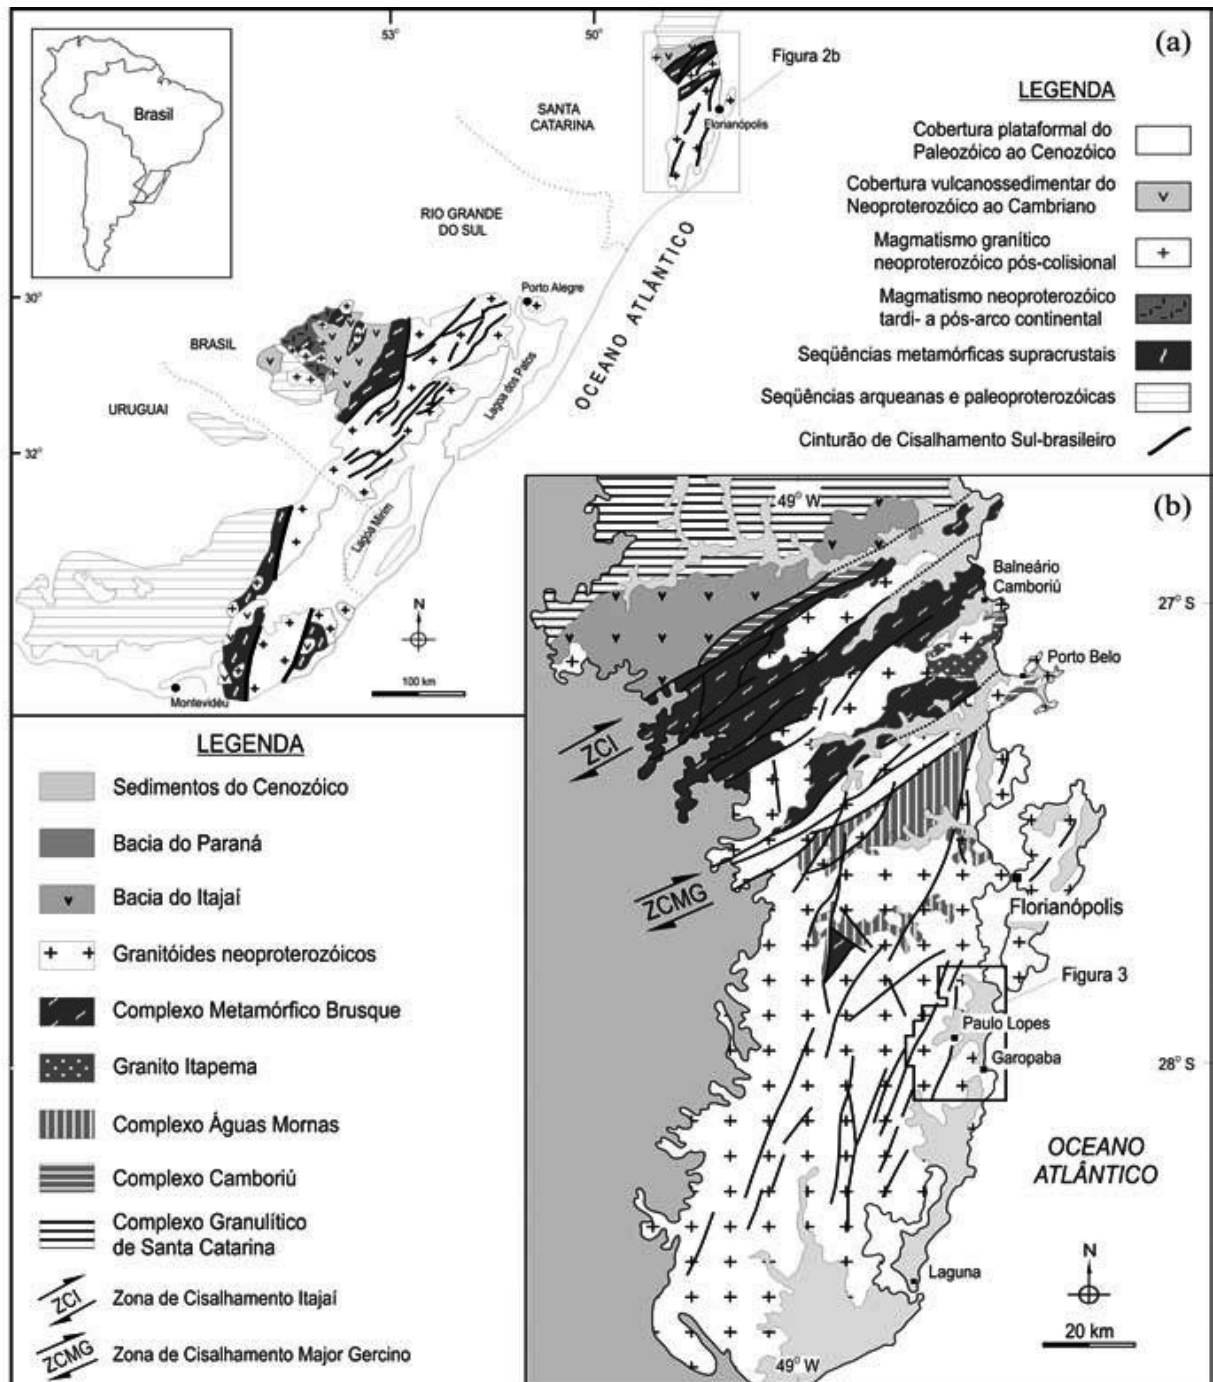 53°
50°
(a)
Figura 2b
Brasil
SANTA
CATARINA
Florianópolis
RIO GRANDE
DO SUL
OCEANO ATLÂNTICO
30°
Porto Alegre
BRASIL
Lagoa dos Patos
URUGUAI
32°
Lagoa Mirim
N
100 km
Montevidéu
LEGENDA
Cobertura plataformal do
Paleozóico ao Cenozóico
Cobertura vulcanossedimentar do
Neoproterozóico ao Cambriano
Magmatismo granítico
neoproterozóico pós-colisional
Magmatismo neoproterozóico
tardi- a pós-arco continental
Seqüências metamórficas supracrustais
Seqüências arqueanas e paleoproterozóicas
Cinturão de Cisalhamento Sul-brasileiro
49° W
(b)
Balneário
Camboriú
27° S
Porto Belo
ZCI
ZCMG
Florianópolis
Figura 3
Paulo Lopes
Garopaba
28° S
OCEANO
ATLÂNTICO
N
Laguna
20 km
49° W
LEGENDA
Sedimentos do Cenozóico
Bacia do Paraná
Bacia do Itajaí
Granitóides neoproterozóicos
Complexo Metamórfico Brusque
Granito Itapema
Complexo Águas Mornas
Complexo Camboriú
Complexo Granulítico
de Santa Catarina
ZCI Zona de Cisalhamento Itajaí
ZCMG Zona de Cisalhamento Major Gercino